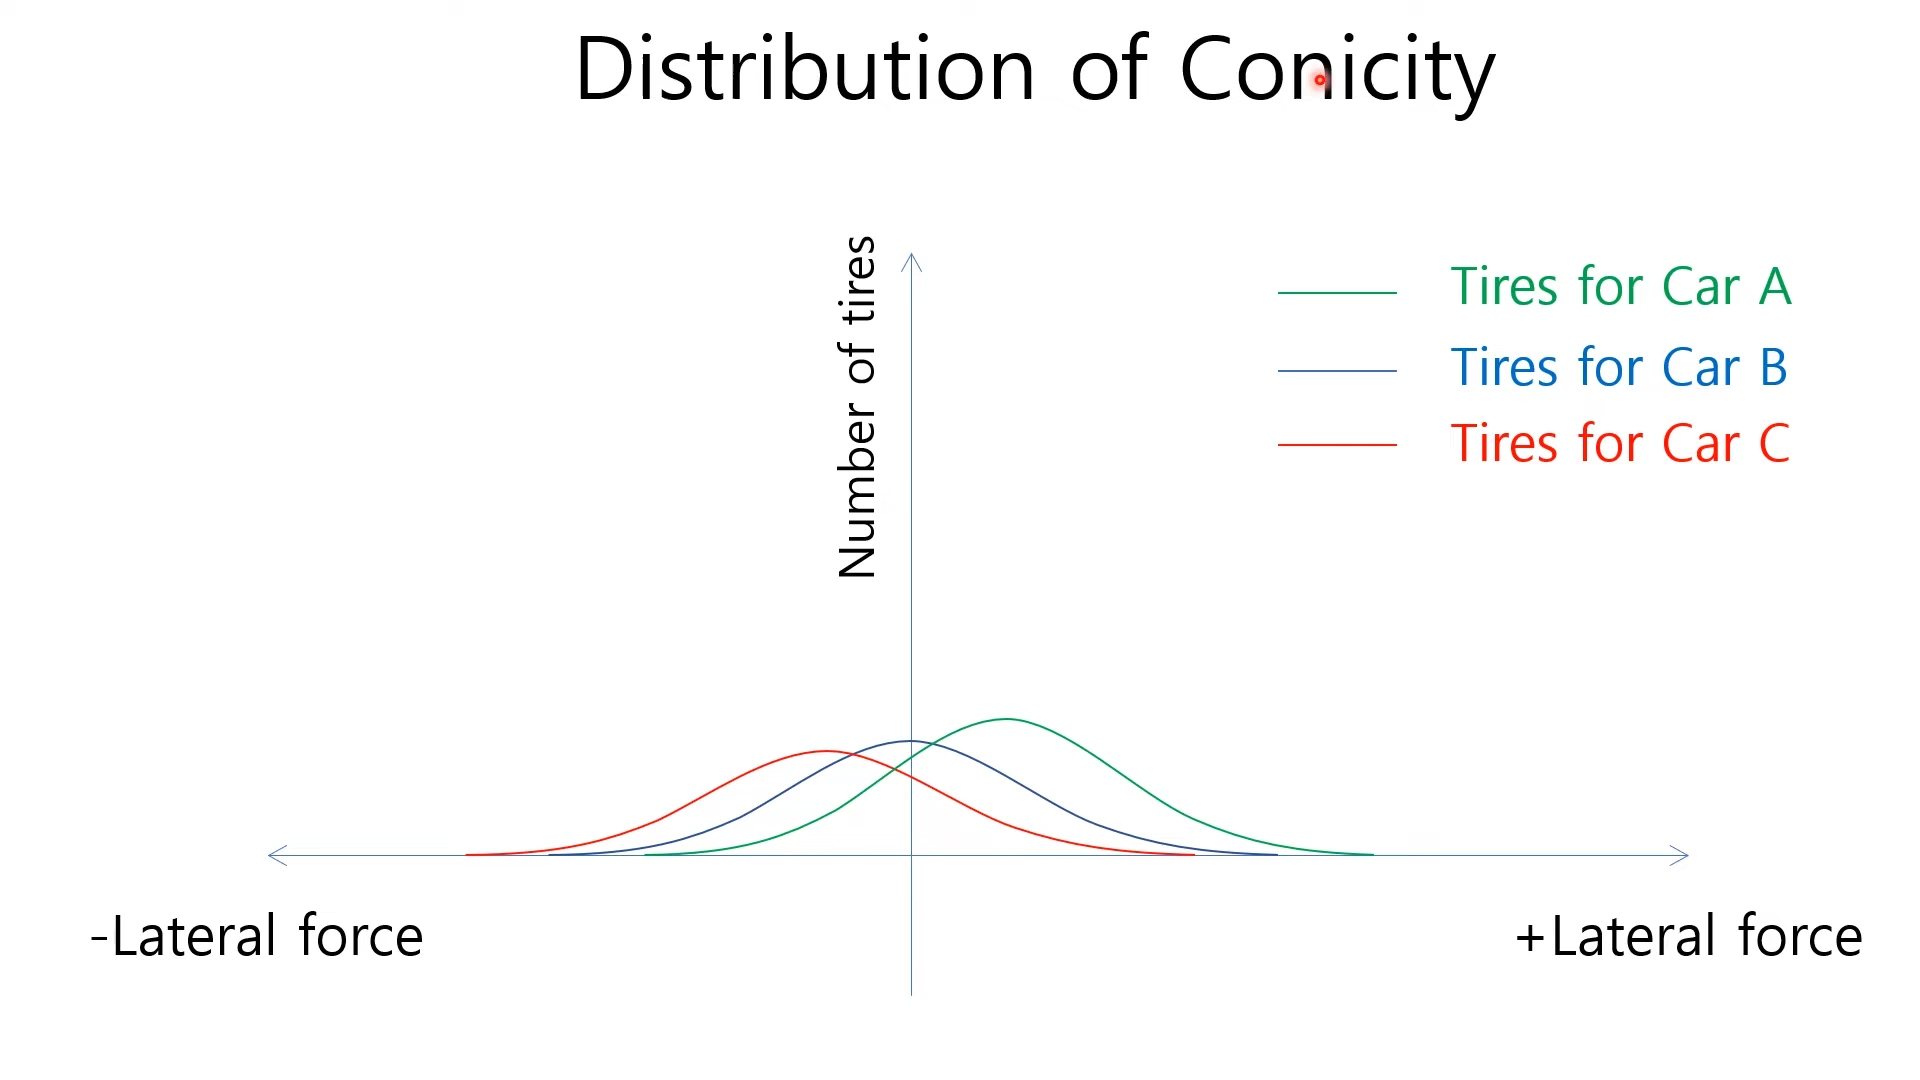 Distribution of Conicity
Number of tires
Tires for Car A
Tires for Car B
Tires for Car C
-Lateral force
+Lateral force